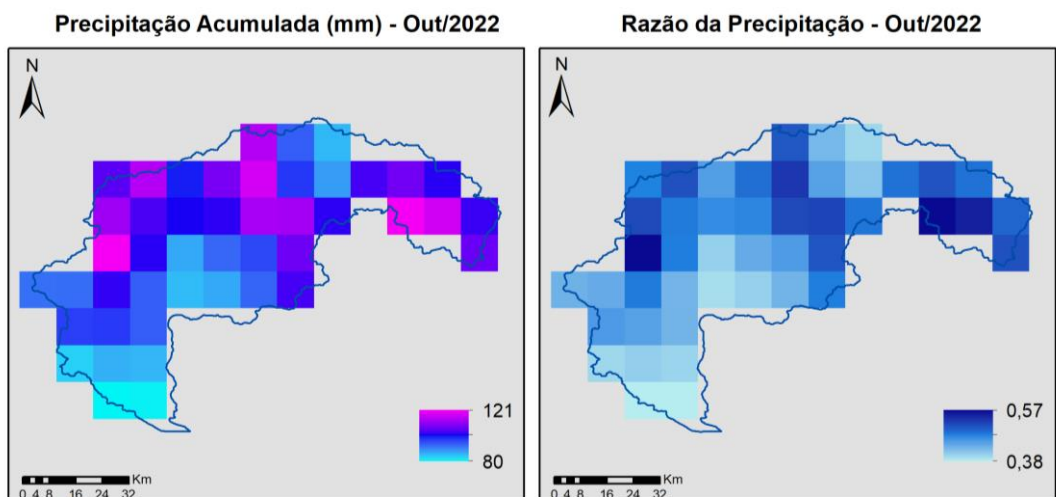 Precipitação Acumulada (mm) - Out/2022
N
121
80
Km
0 4 8 16 24 32
Razão da Precipitação - Out/2022
N
0,57
0,38
Km
0 4 8 16 24 32